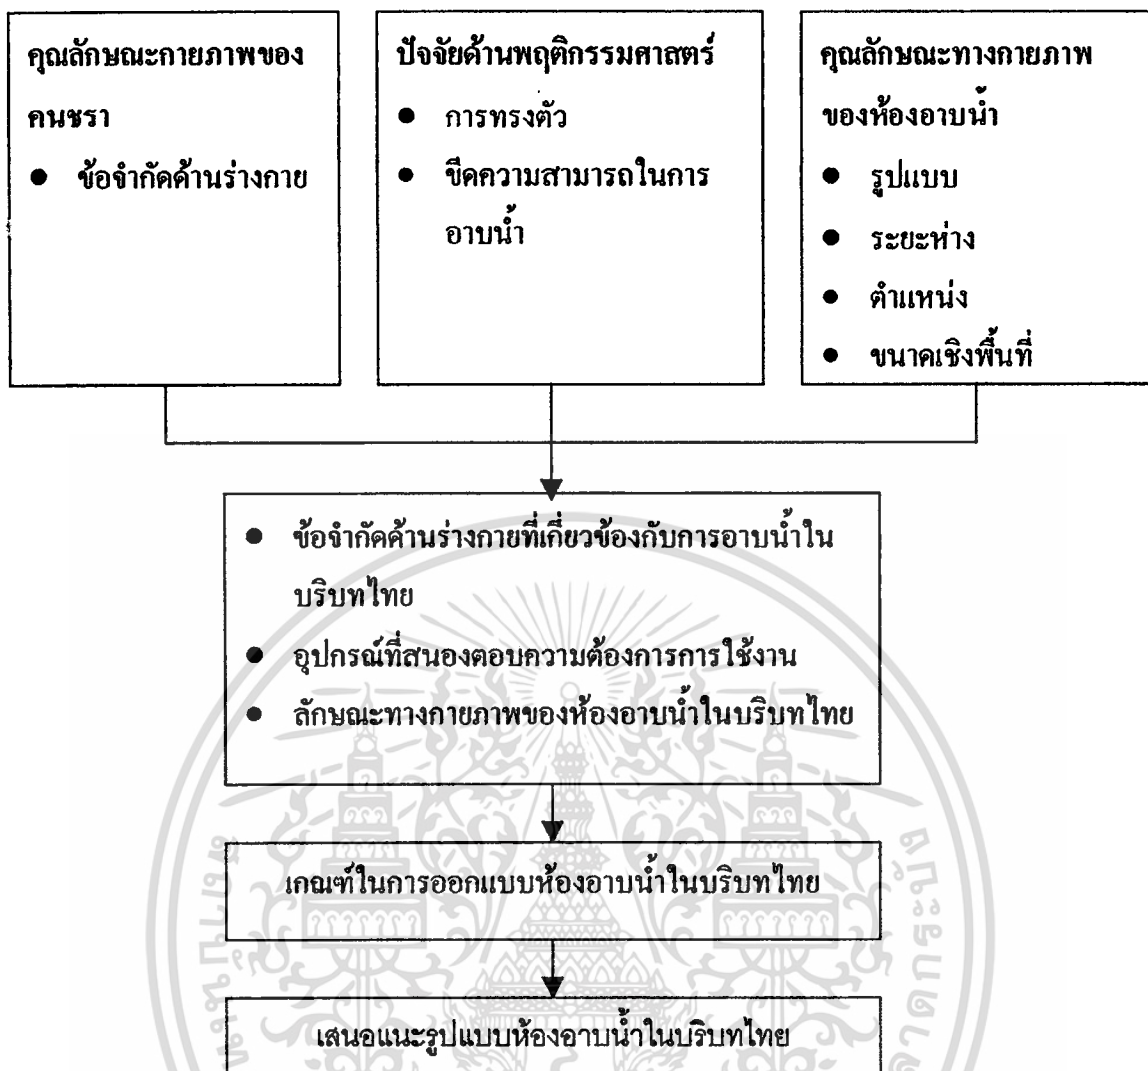 คุณลักษณะกายภาพของ
คนชรา
● ข้อจำกัดด้านร่างกาย
ปัจจัยด้านพฤติกรรมศาสตร์
● การทรงตัว
● ขีดความสามารถในการ
อาบน้ำ
คุณลักษณะทางกายภาพ
ของห้องอาบน้ำ
● รูปแบบ
● ระยะห่าง
● ตำแหน่ง
● ขนาดเชิงพื้นที่
● ข้อจำกัดด้านร่างกายที่เกี่ยวข้องกับการอาบน้ำใน
บริบทไทย
● อุปกรณ์ที่สนองตอบความต้องการการใช้งาน
● ลักษณะทางกายภาพของห้องอาบน้ำในบริบทไทย
เกณฑ์ในการออกแบบห้องอาบน้ำในบริบทไทย
เสนอแนะรูปแบบห้องอาบน้ำในบริบทไทย